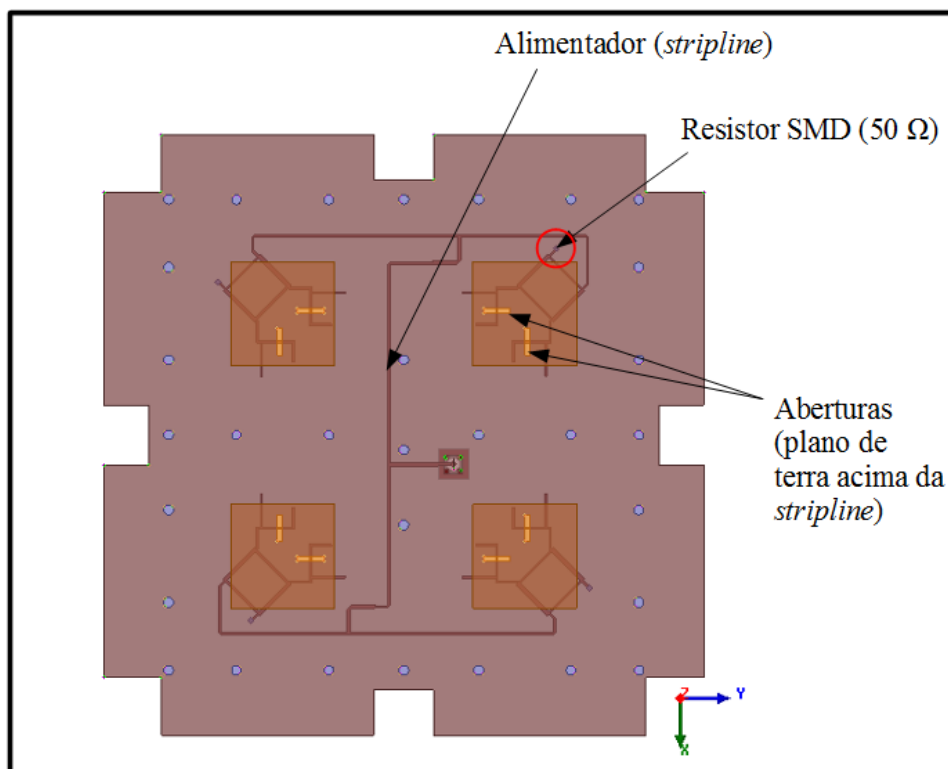 Alimentador (stripline)
Resistor SMD (50 Ω)
Aberturas
(plano de
terra acima da
stripline)
Z
Y
X